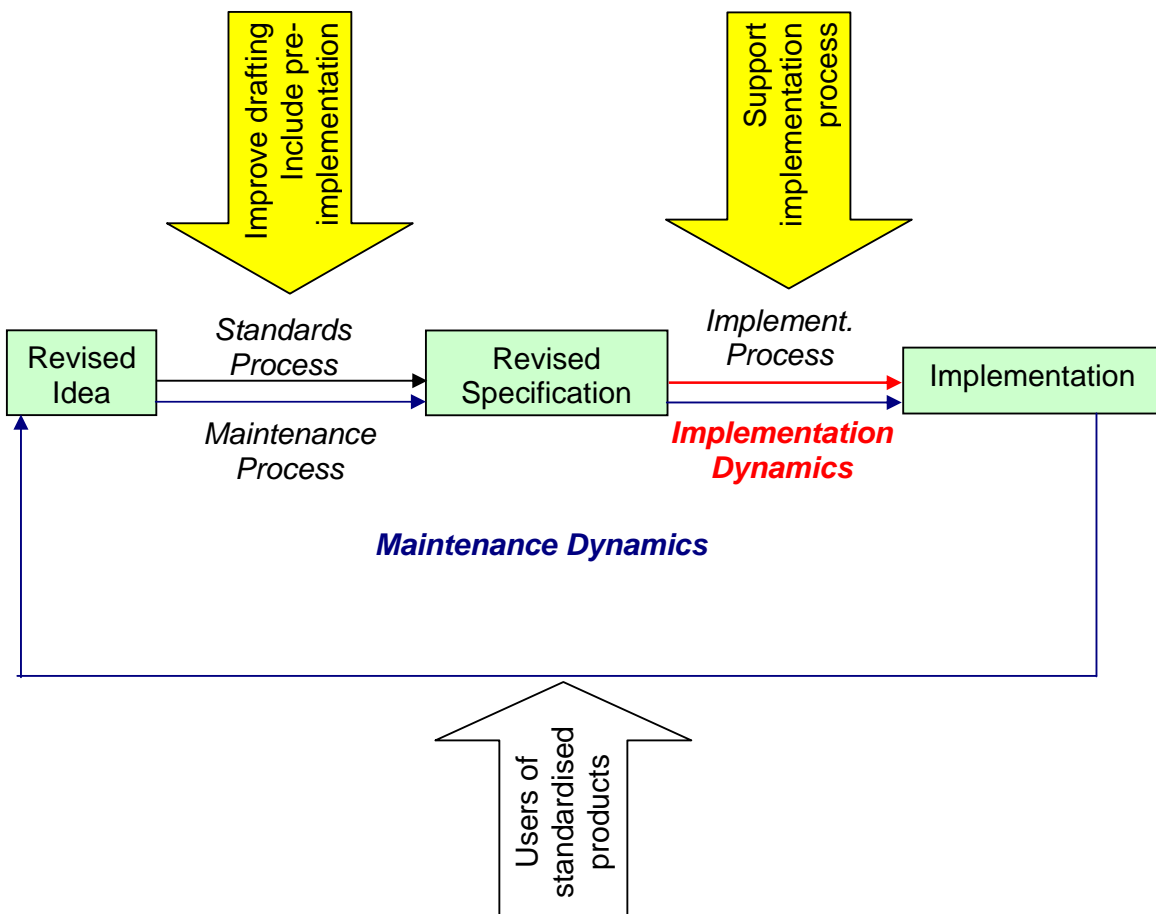 Improve drafting
Include pre-
implementation
Support
implementation
process
Standards
Process
Implement.
Process
Revised
Idea
Revised
Specification
Implementation
Maintenance
Process
Implementation
Dynamics
Maintenance Dynamics
Users of
standardised
products